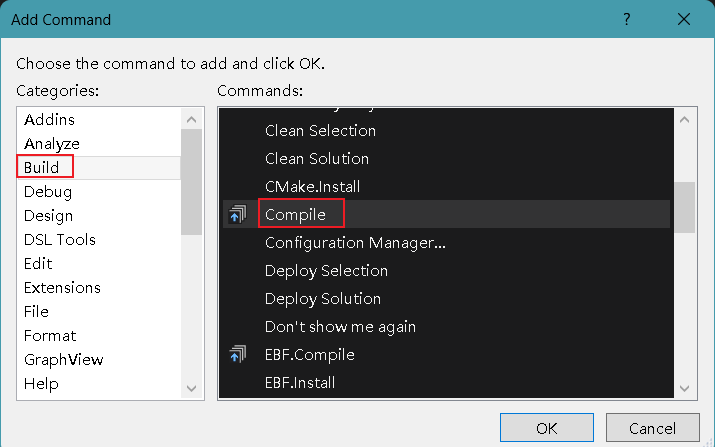 Add Command
?
Choose the command to add and click OK.
Categories:
Commands:
Addins
Analyze
Build
Debug
Design
DSL Tools
Edit
Extensions
File
Format
GraphView
Help
Clean Selection
Clean Solution
CMake.Install
Compile
Configuration Manager...
Deploy Selection
Deploy Solution
Don't show me again
EBF.Compile
EBF.Install
OK
Cancel